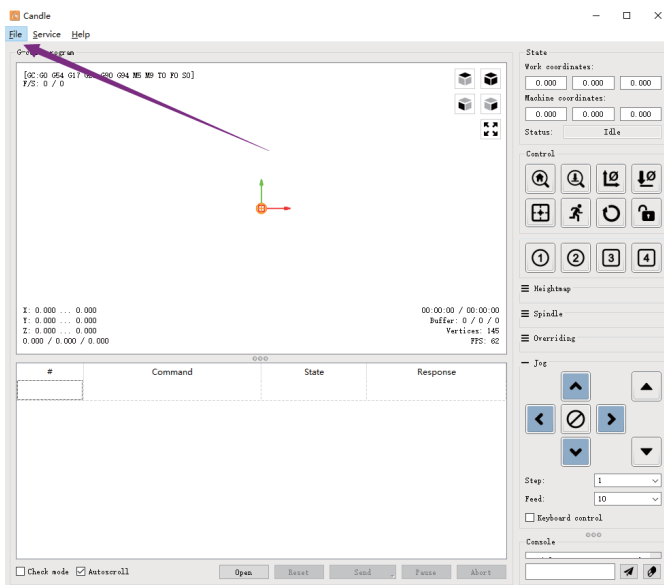 Candle
File Service Help
G-code program
[GC:G0 G54 G17 G21 G90 G94 M5 M9 T0 F0 S0]
F/S: 0 / 0
X: 0.000 ... 0.000
Y: 0.000 ... 0.000
Z: 0.000 ... 0.000
0.000 / 0.000 / 0.000
00:00:00 / 00:00:00
Buffer: 0 / 0 / 0
Vertices: 145
FPS: 62
# Command State Response
Check mode Autoscroll Open Reset Send Pause Abort
State
Work coordinates:
0.000 0.000 0.000
Machine coordinates:
0.000 0.000 0.000
Status: Idle
Control
1 2 3 4
Heightmap
Spindle
Overriding
Jog
Step: 1
Feed: 10
Keyboard control
Console